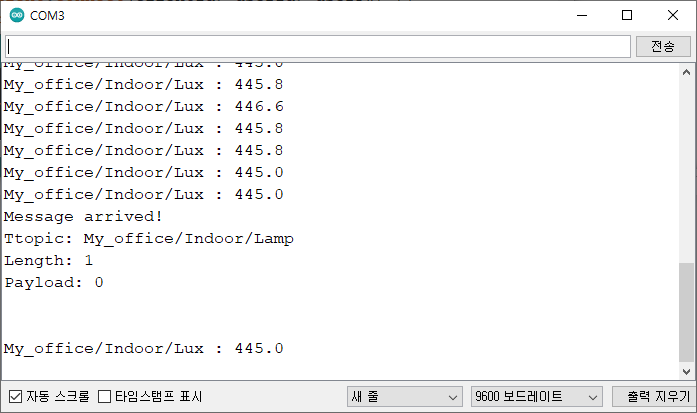 COM3
전송
My_office/Indoor/Lux : 445.0
My_office/Indoor/Lux : 445.8
My_office/Indoor/Lux : 446.6
My_office/Indoor/Lux : 445.8
My_office/Indoor/Lux : 445.8
My_office/Indoor/Lux : 445.0
My_office/Indoor/Lux : 445.0
Message arrived!
Ttopic: My_office/Indoor/Lamp
Length: 1
Payload: 0
My_office/Indoor/Lux : 445.0
자동 스크롤 타임스탬프 표시 새 줄 9600 보드레이트 출력 지우기